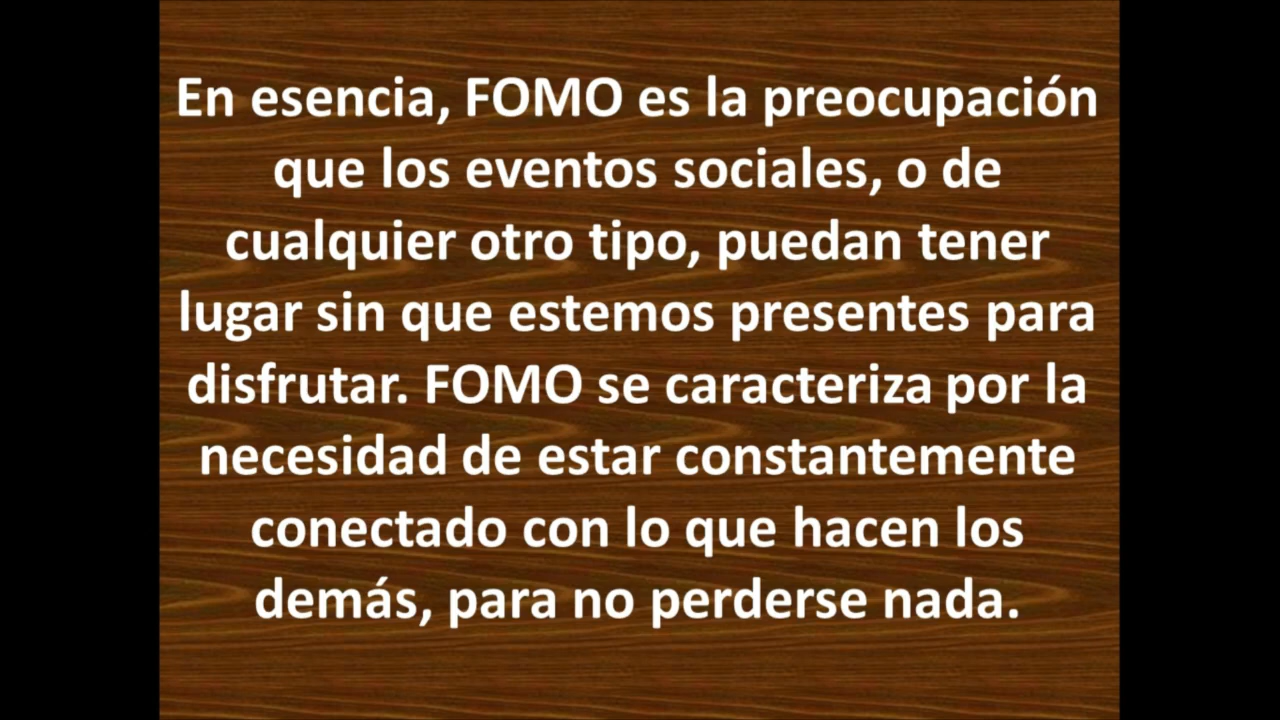 En esencia, FOMO es la preocupación
que los eventos sociales, o de
cualquier otro tipo, puedan tener
lugar sin que estemos presentes para
disfrutar. FOMO se caracteriza por la
necesidad de estar constantemente
conectado con lo que hacen los
demás, para no perderse nada.